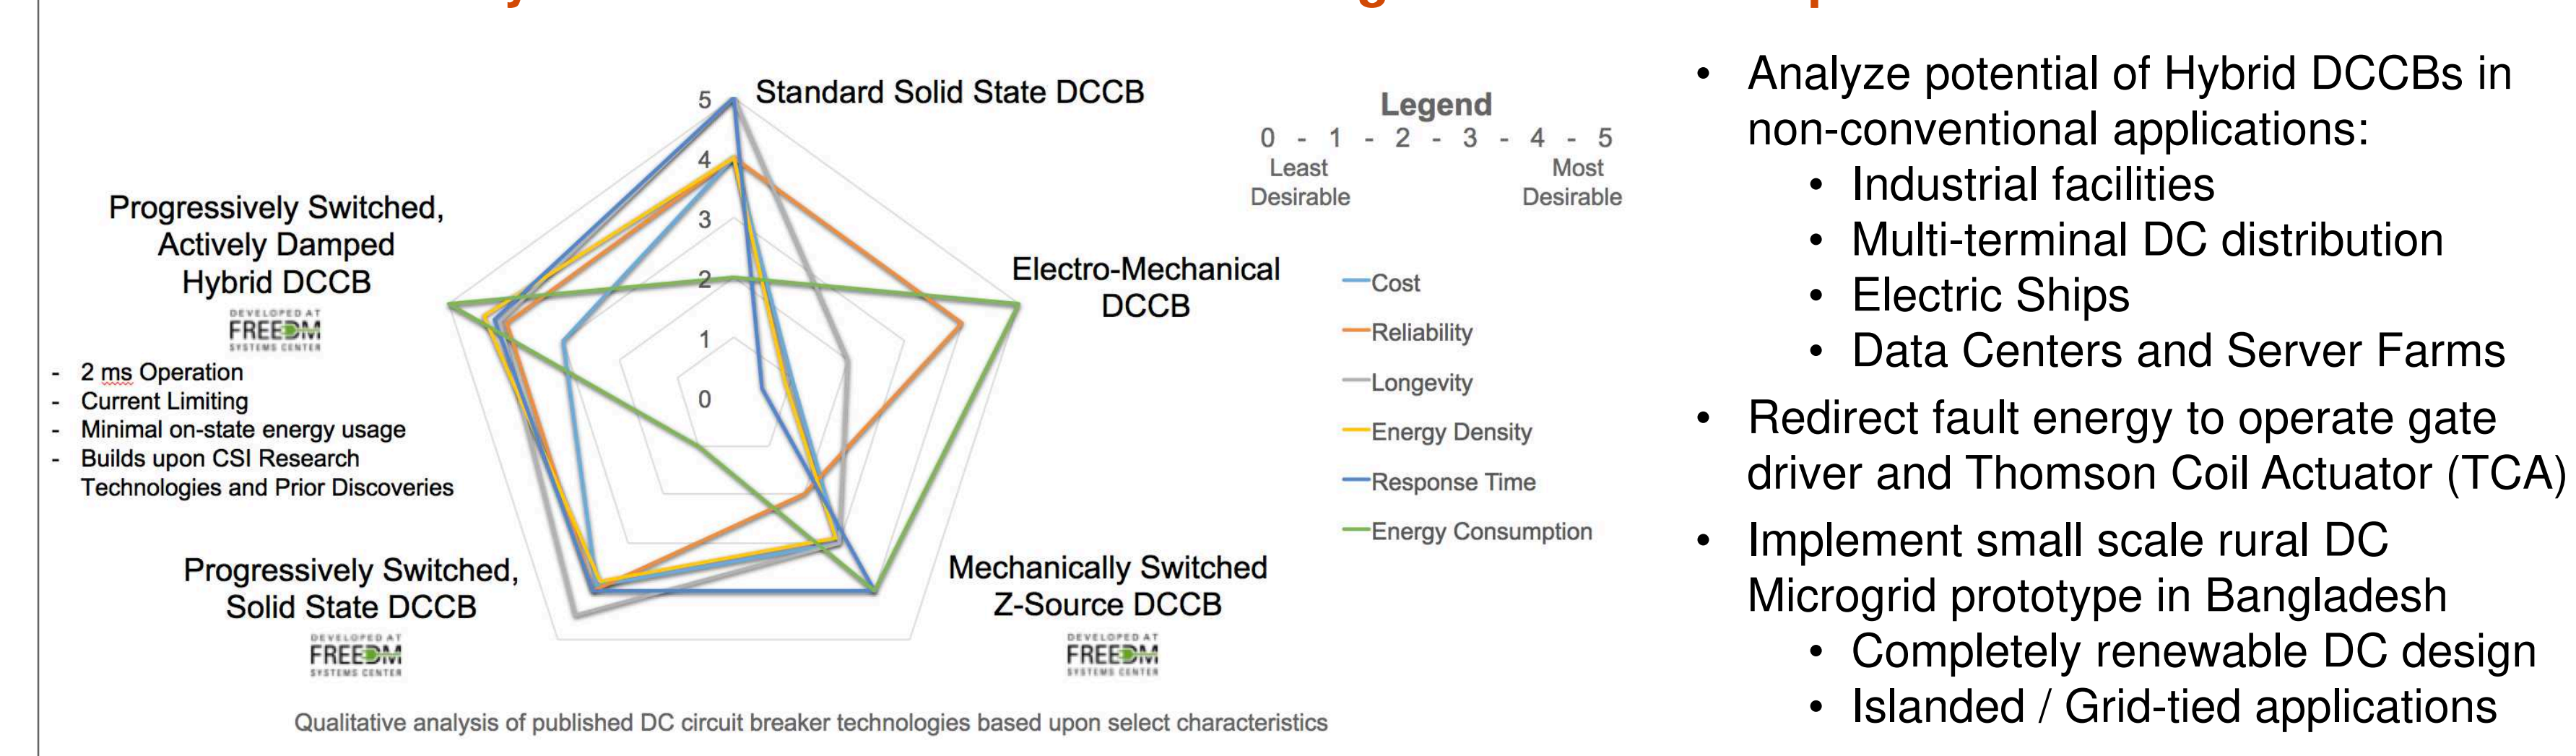 Standard Solid State DCCB
5
4
3
2
1
0
Legend
0 - 1 - 2 - 3 - 4 - 5
Least
Desirable
Most
Desirable
Progressively Switched,
Actively Damped
Hybrid DCCB
DEVELOPED AT
FREEDM
SYSTEMS CENTER
- 2 ms Operation
- Current Limiting
- Minimal on-state energy usage
- Builds upon CSI Research
Technologies and Prior Discoveries
Electro-Mechanical
DCCB
Cost
Reliability
Longevity
Energy Density
Response Time
Energy Consumption
Progressively Switched,
Solid State DCCB
DEVELOPED AT
FREEDM
SYSTEMS CENTER
Mechanically Switched
Z-Source DCCB
DEVELOPED AT
FREEDM
SYSTEMS CENTER
Qualitative analysis of published DC circuit breaker technologies based upon select characteristics
• Analyze potential of Hybrid DCCBs in
non-conventional applications:
• Industrial facilities
• Multi-terminal DC distribution
• Electric Ships
• Data Centers and Server Farms
• Redirect fault energy to operate gate
driver and Thomson Coil Actuator (TCA)
• Implement small scale rural DC
Microgrid prototype in Bangladesh
• Completely renewable DC design
• Islanded / Grid-tied applications